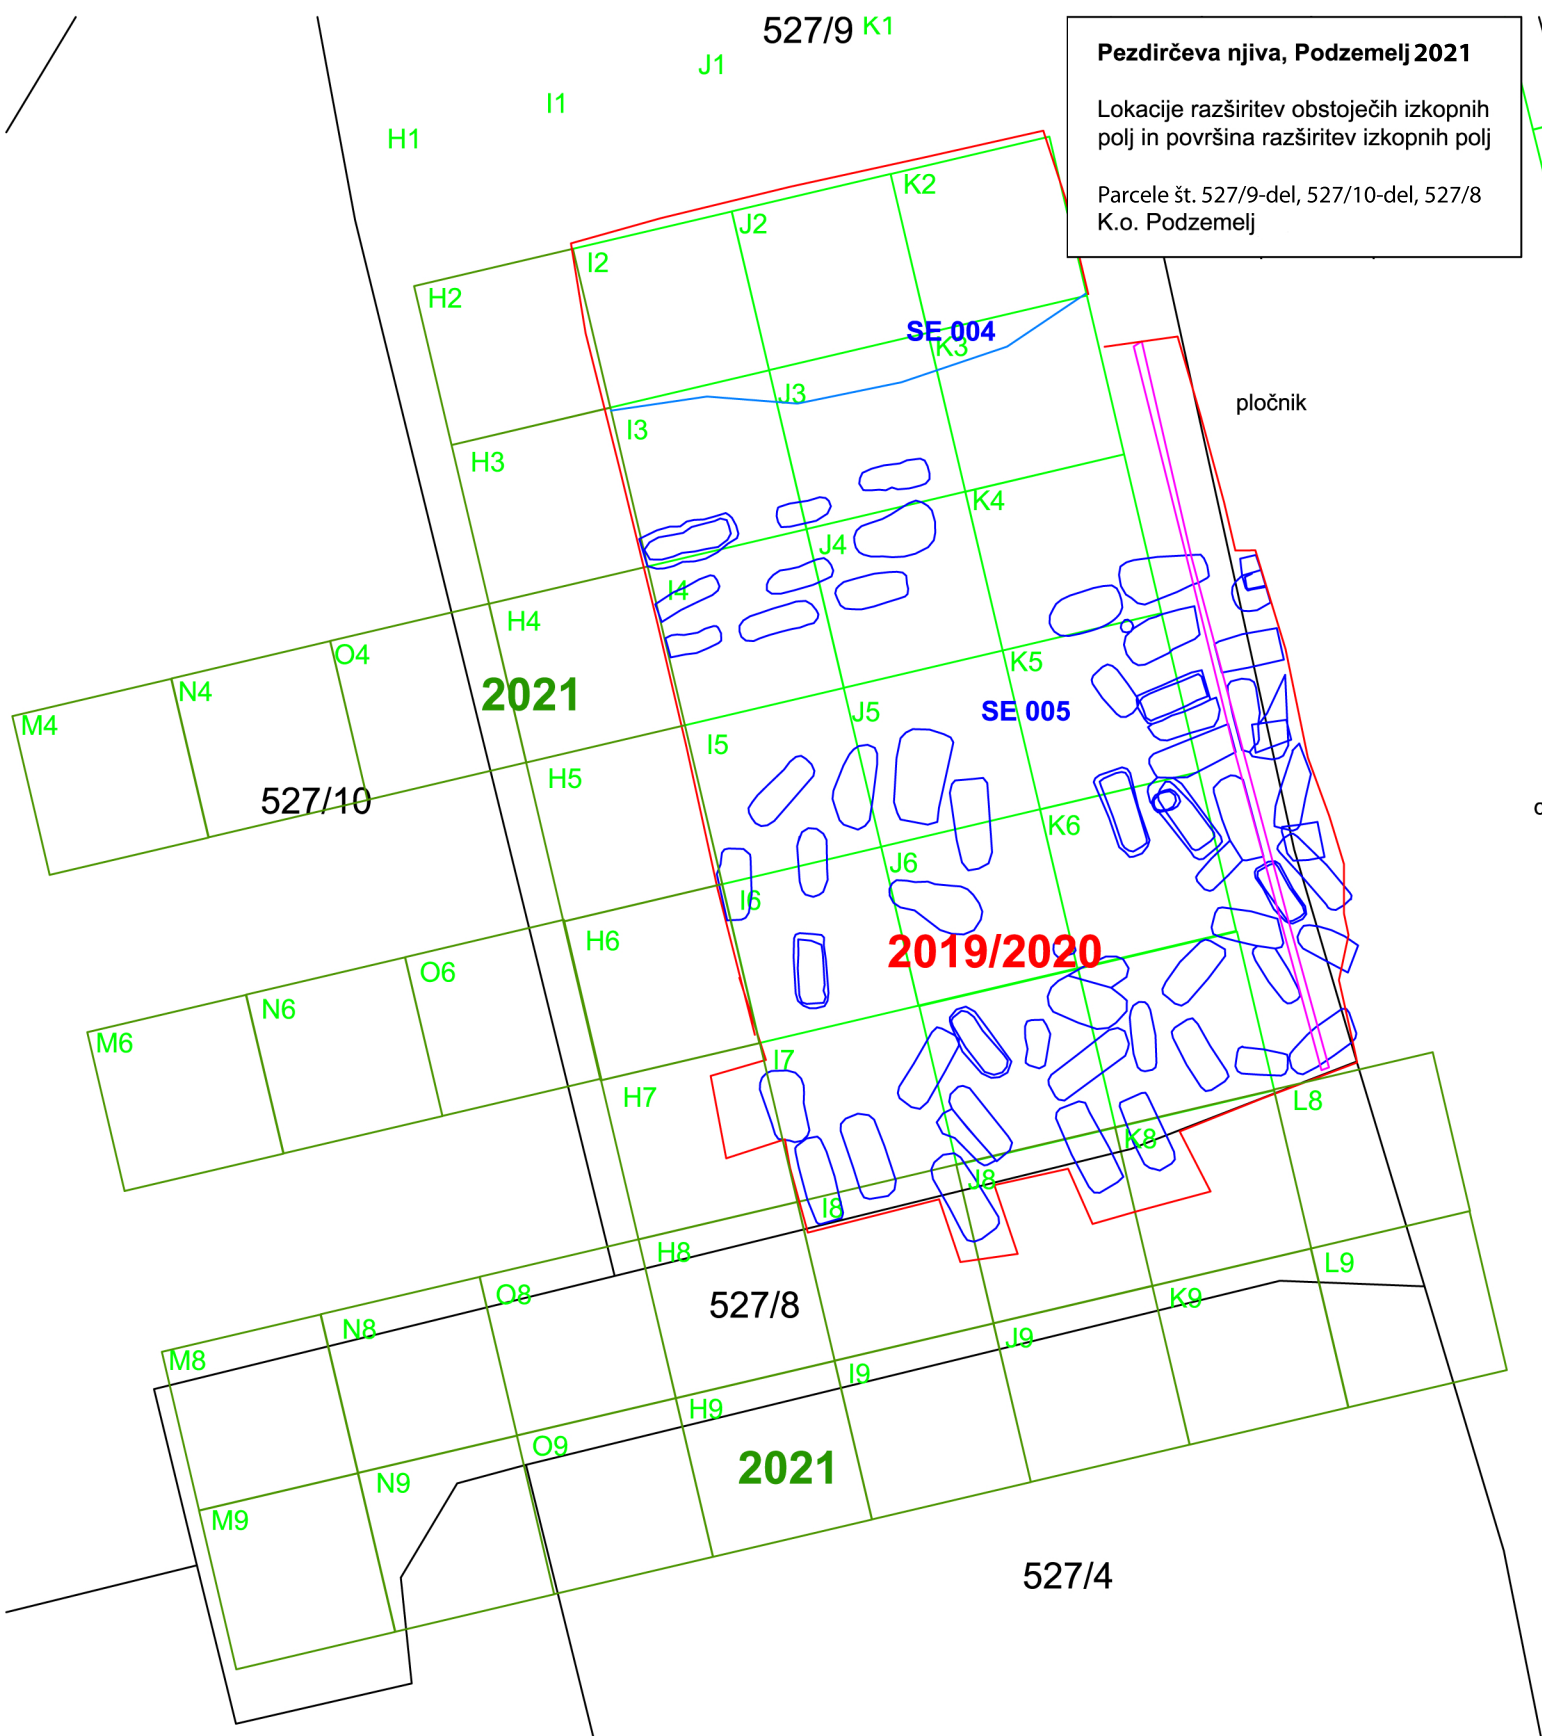 527/9
K1
J1
I1
H1
Pezdirčeva njiva, Podzemelj 2021
Lokacije razširitev obstoječih izkopnih
polj in površina razširitev izkopnih polj
Parcele št. 527/9-del, 527/10-del, 527/8
K.o. Podzemelj
K2
J2
I2
H2
SE 004
K3
J3
I3
H3
pločnik
K4
J4
I4
H4
O4
N4
M4
2021
K5
SE 005
J5
I5
H5
527/10
K6
J6
I6
H6
2019/2020
O6
N6
M6
I7
H7
L8
K8
J8
I8
H8
O8
N8
M8
527/8
L9
K9
J9
I9
H9
O9
N9
M9
2021
527/4